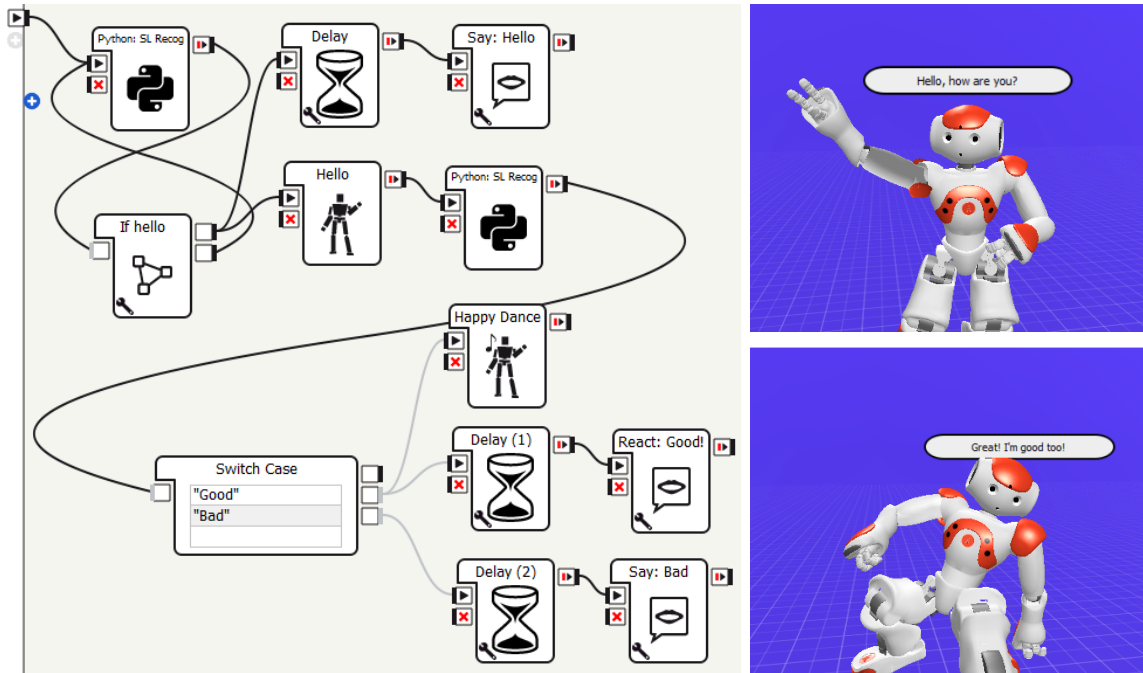 Python: SL Recog
Delay
Say: Hello
Hello
Python: SL Recog
If hello
Happy Dance
Delay (1)
React: Good!
Switch Case
"Good"
"Bad"
Delay (2)
Say: Bad
Hello, how are you?
Great! I'm good too!